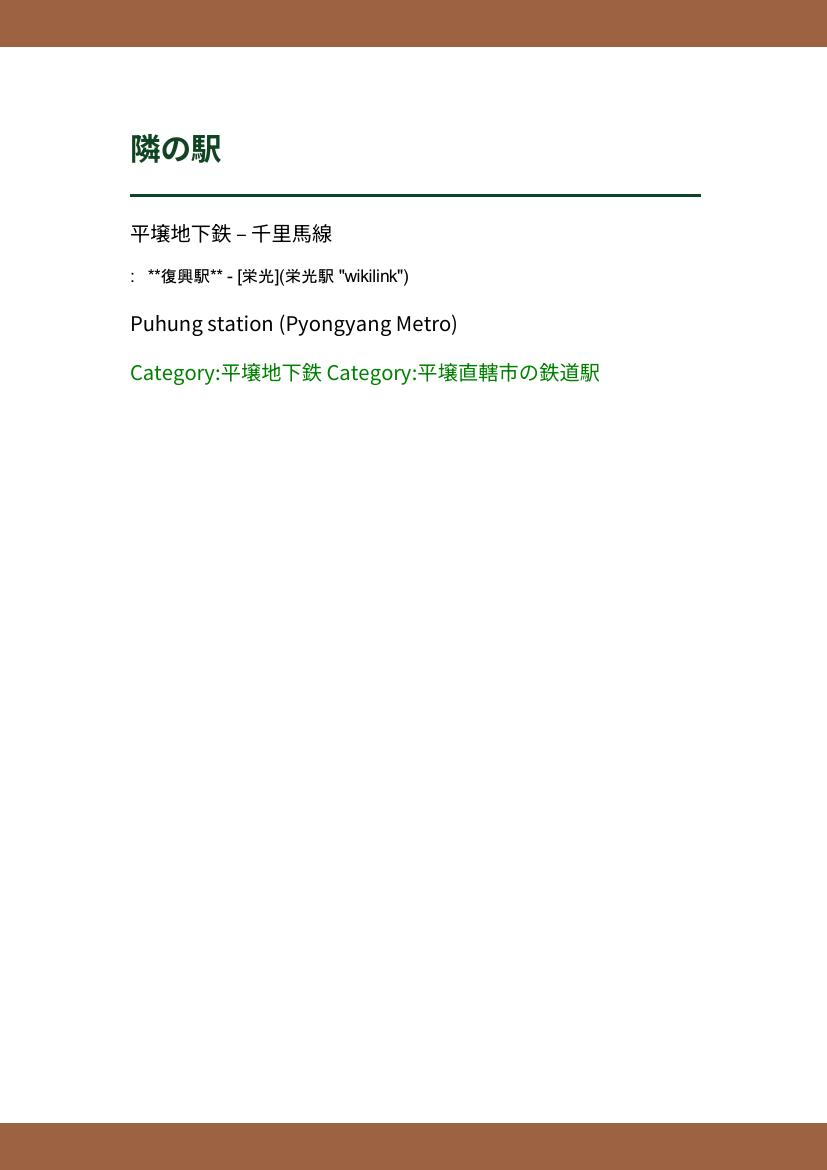 隣の駅
平壌地下鉄 – 千里馬線
:   **復興駅** - [栄光](栄光駅 "wikilink")
Puhung station (Pyongyang Metro)
Category:平壌地下鉄 Category:平壌直轄市の鉄道駅